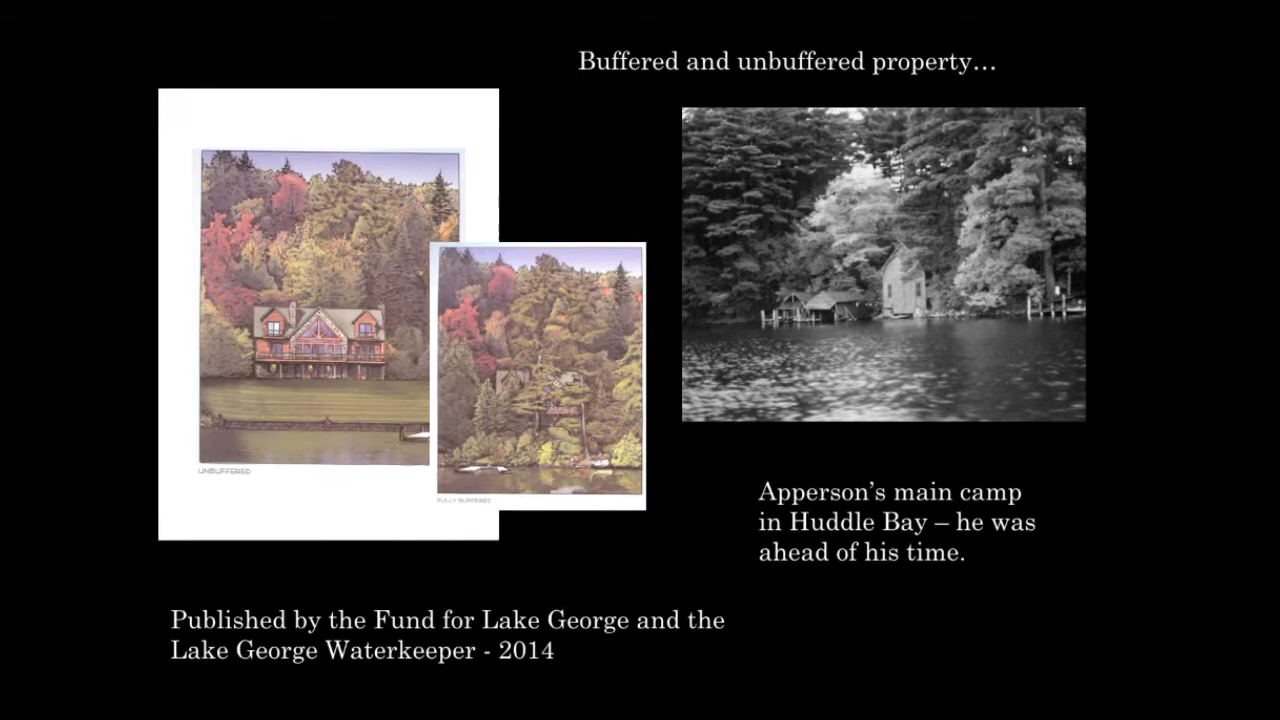 Buffered and unbuffered property…
UNBUFFERED
FULLY BUFFERED
Apperson’s main camp
in Huddle Bay – he was
ahead of his time.
Published by the Fund for Lake George and the
Lake George Waterkeeper - 2014